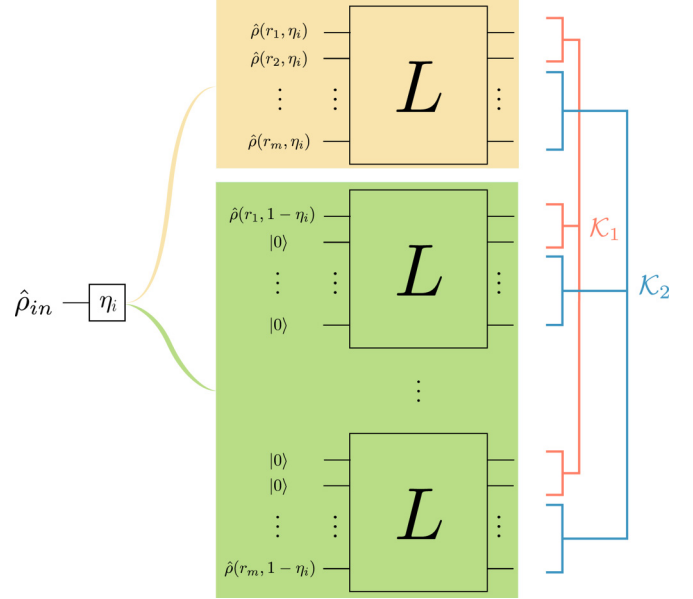 ρ̂(r₁, ηᵢ)
ρ̂(r₂, ηᵢ)
⋮ ⋮ L ⋮
ρ̂(rₘ, ηᵢ)
ρ̂(r₁, 1 − ηᵢ)
|0⟩
⋮ ⋮ L ⋮
|0⟩
𝒦₁
𝒦₂
ρ̂ᵢₙ ηᵢ
⋮
|0⟩
|0⟩
⋮ ⋮ L ⋮
ρ̂(rₘ, 1 − ηᵢ)